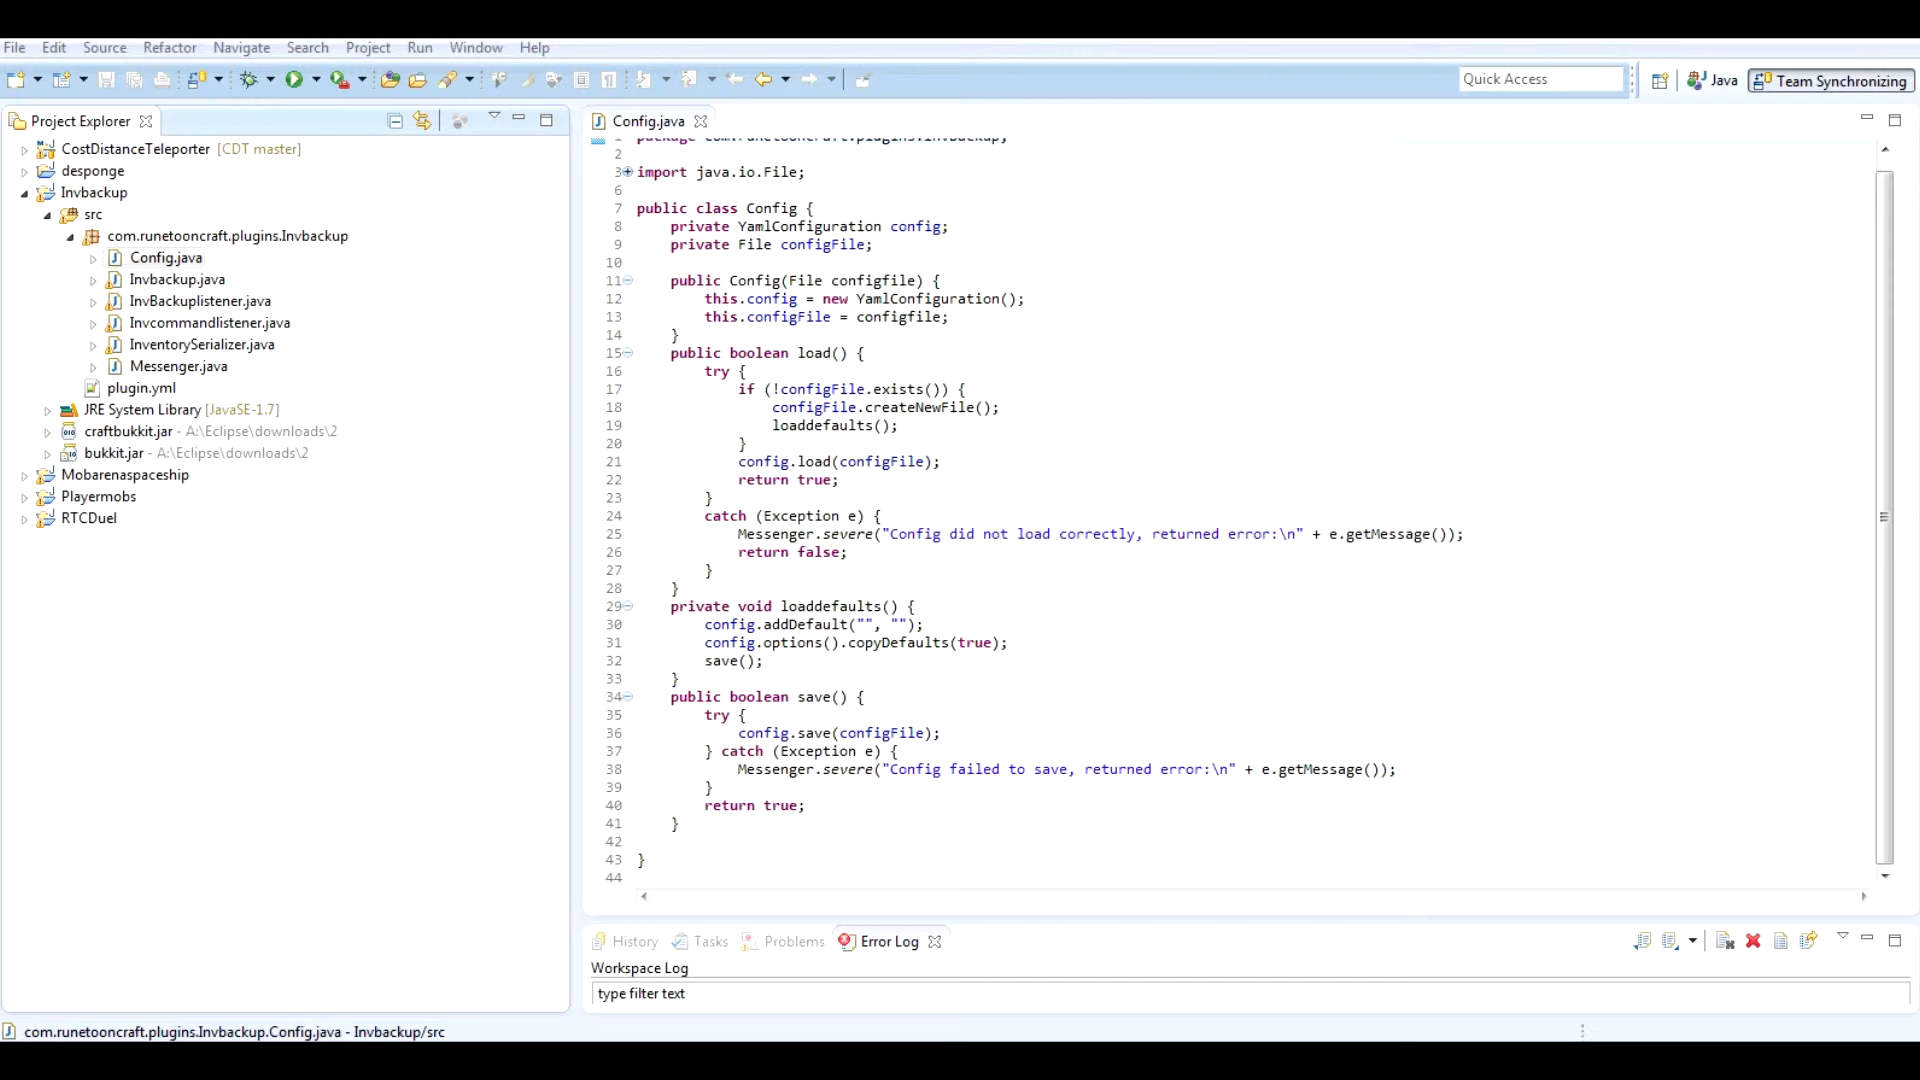 File Edit Source Refactor Navigate Search Project Run Window Help
Quick Access
Java
Team Synchronizing
Project Explorer
CostDistanceTeleporter [CDT master]
desponge
Invbackup
src
com.runetooncraft.plugins.Invbackup
Config.java
Invbackup.java
InvBackuplistener.java
Invcommandlistener.java
InventorySerializer.java
Messenger.java
plugin.yml
JRE System Library [JavaSE-1.7]
craftbukkit.jar - A:\Eclipse\downloads\2
bukkit.jar - A:\Eclipse\downloads\2
Mobarenaspaceship
Playermobs
RTCDuel
Config.java
1 package com.runetooncraft.plugins.Invbackup;
2
3 import java.io.File;
6
7 public class Config {
8     private YamlConfiguration config;
9     private File configFile;
10
11     public Config(File configfile) {
12         this.config = new YamlConfiguration();
13         this.configFile = configfile;
14     }
15     public boolean load() {
16         try {
17             if (!configFile.exists()) {
18                 configFile.createNewFile();
19                 loaddefaults();
20             }
21             config.load(configFile);
22             return true;
23         }
24         catch (Exception e) {
25             Messenger.severe("Config did not load correctly, returned error:\n" + e.getMessage());
26             return false;
27         }
28     }
29     private void loaddefaults() {
30         config.addDefault("", "");
31         config.options().copyDefaults(true);
32         save();
33     }
34     public boolean save() {
35         try {
36             config.save(configFile);
37         } catch (Exception e) {
38             Messenger.severe("Config failed to save, returned error:\n" + e.getMessage());
39         }
40         return true;
41     }
42
43 }
44
History Tasks Problems Error Log
Workspace Log
type filter text
com.runetooncraft.plugins.Invbackup.Config.java - Invbackup/src